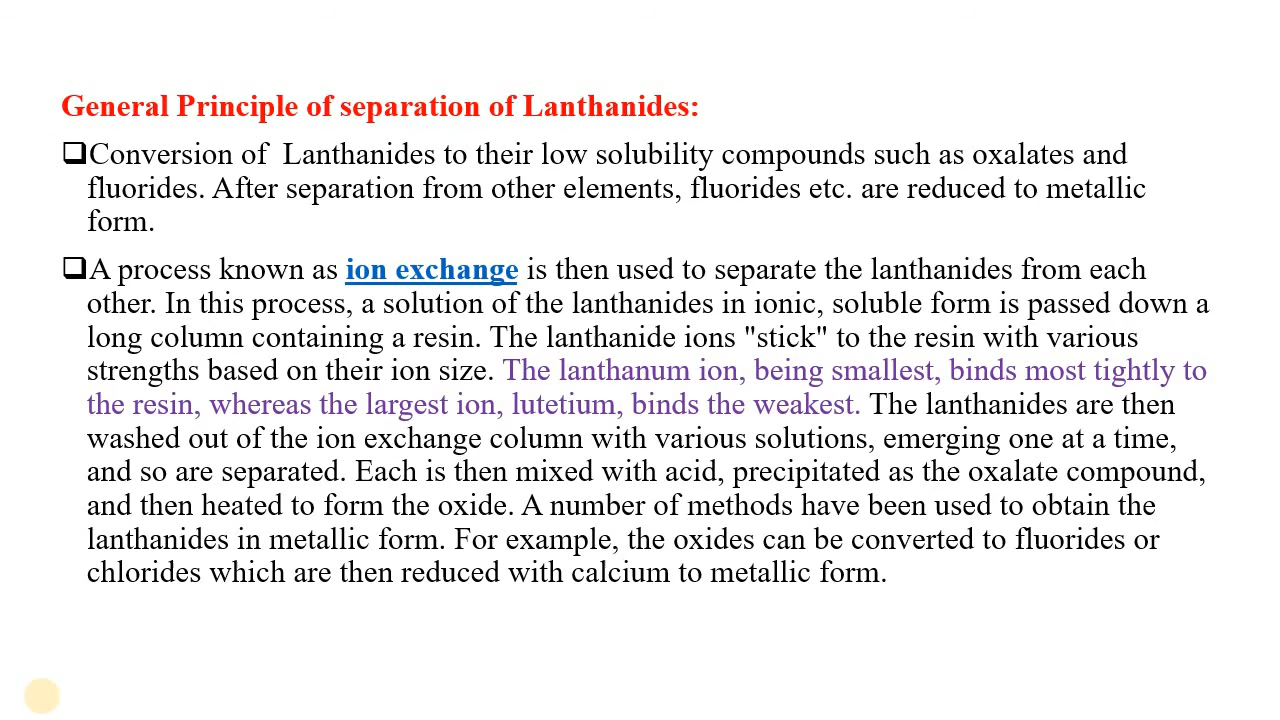 General Principle of separation of Lanthanides:
❑Conversion of  Lanthanides to their low solubility compounds such as oxalates and
fluorides. After separation from other elements, fluorides etc. are reduced to metallic
form.
❑A process known as ion exchange is then used to separate the lanthanides from each
other. In this process, a solution of the lanthanides in ionic, soluble form is passed down a
long column containing a resin. The lanthanide ions "stick" to the resin with various
strengths based on their ion size. The lanthanum ion, being smallest, binds most tightly to
the resin, whereas the largest ion, lutetium, binds the weakest. The lanthanides are then
washed out of the ion exchange column with various solutions, emerging one at a time,
and so are separated. Each is then mixed with acid, precipitated as the oxalate compound,
and then heated to form the oxide. A number of methods have been used to obtain the
lanthanides in metallic form. For example, the oxides can be converted to fluorides or
chlorides which are then reduced with calcium to metallic form.